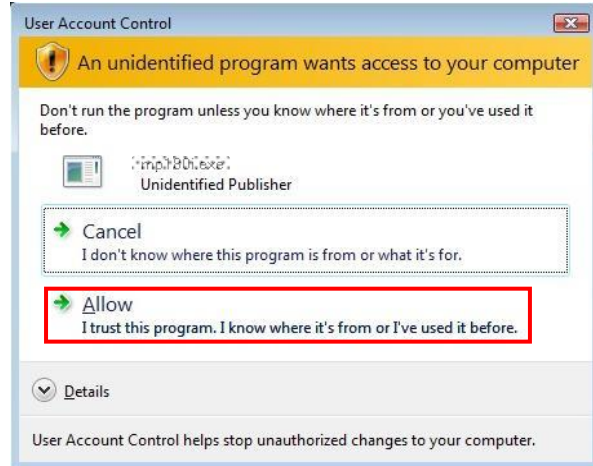 User Account Control
An unidentified program wants access to your computer
Don't run the program unless you know where it's from or you've used it
before.
Unidentified Publisher
Cancel
I don't know where this program is from or what it's for.
Allow
I trust this program. I know where it's from or I've used it before.
Details
User Account Control helps stop unauthorized changes to your computer.